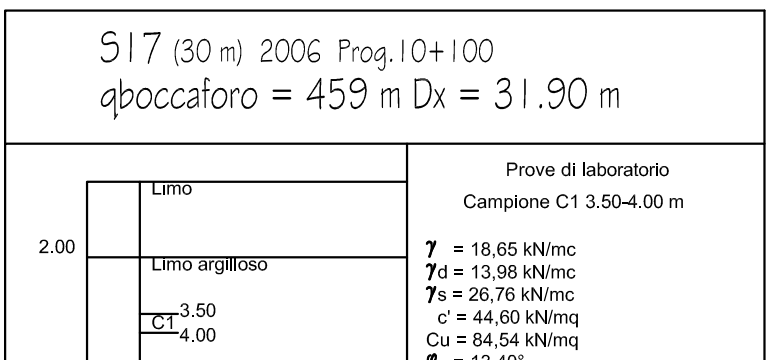 S17 (30 m) 2006 Prog.10+100
qboccaforo = 459 m Dx = 31.90 m
Limo
2.00
Limo argilloso
3.50
C1
4.00
Prove di laboratorio
Campione C1 3.50-4.00 m
γ = 18,65 kN/mc
γd = 13,98 kN/mc
γs = 26,76 kN/mc
c' = 44,60 kN/mq
Cu = 84,54 kN/mq
φ = 13,40°